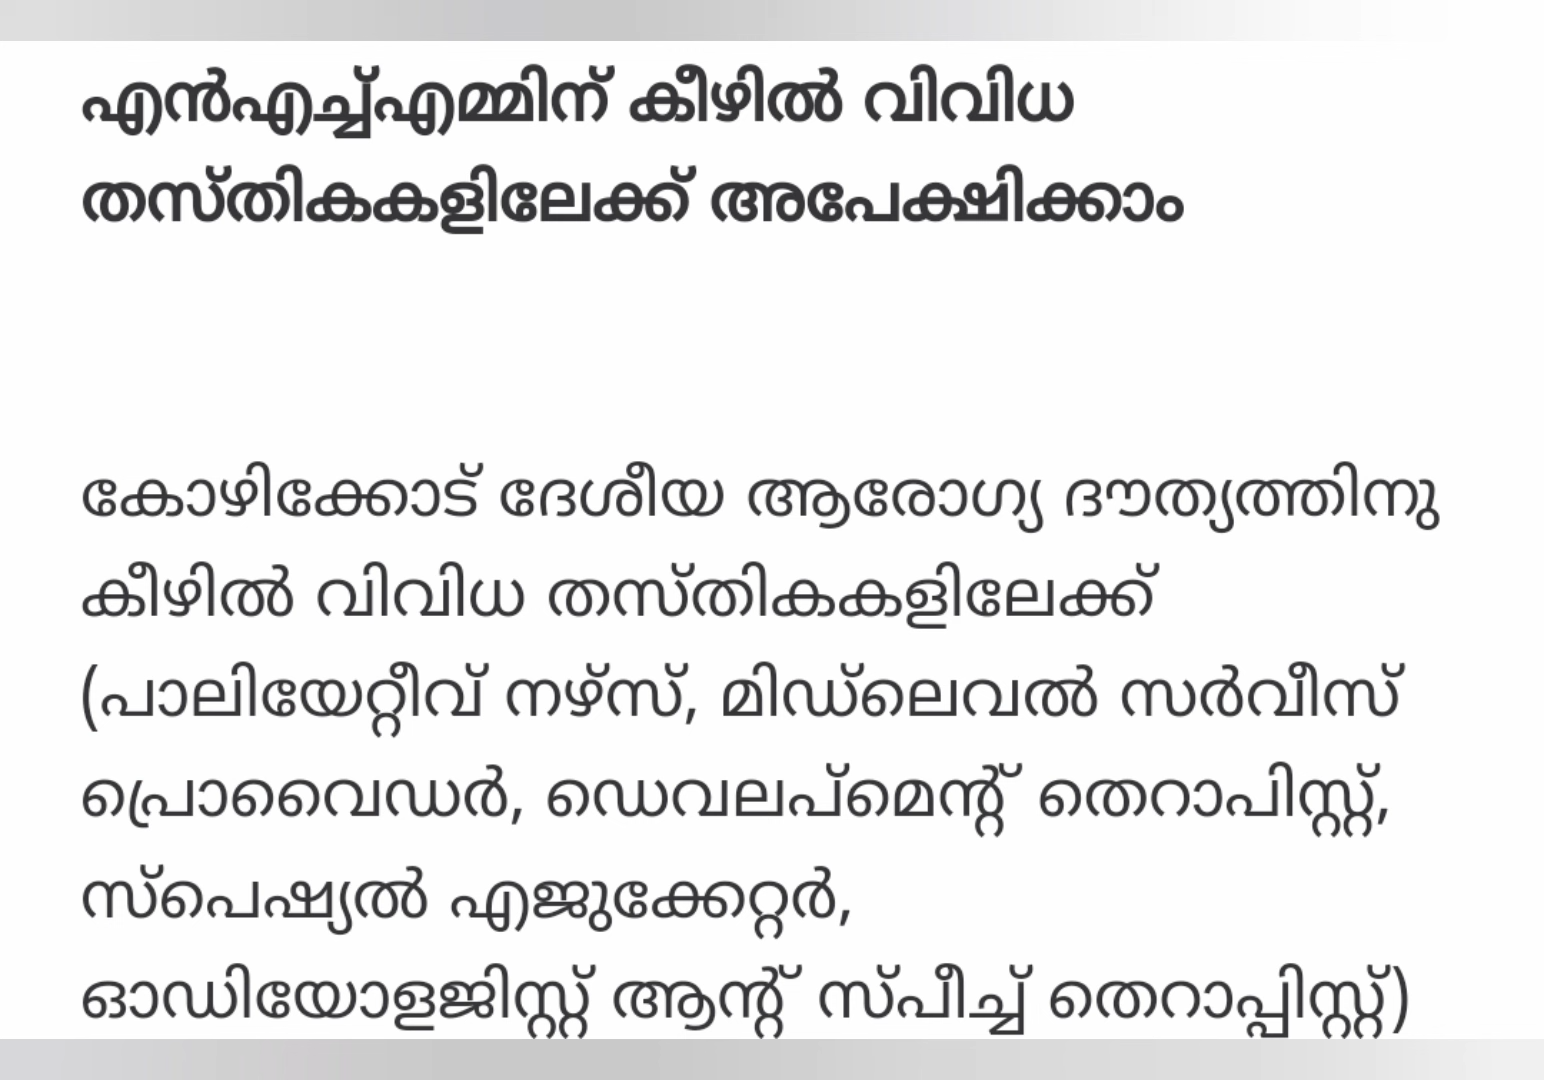 എൻഎച്ച്എമ്മിന് കീഴിൽ വിവിധ
തസ്തികകളിലേക്ക് അപേക്ഷിക്കാം
കോഴിക്കോട് ദേശീയ ആരോഗ്യ ദൗത്യത്തിനു
കീഴിൽ വിവിധ തസ്തികകളിലേക്ക്
(പാലിയേറ്റീവ് നഴ്സ്, മിഡ്‌ലെവൽ സർവീസ്
പ്രൊവൈഡർ, ഡെവലപ്‌മെന്റ് തെറാപിസ്റ്റ്,
സ്പെഷ്യൽ എജുക്കേറ്റർ,
ഓഡിയോളജിസ്റ്റ് ആന്റ് സ്പീച്ച് തെറാപ്പിസ്റ്റ്)